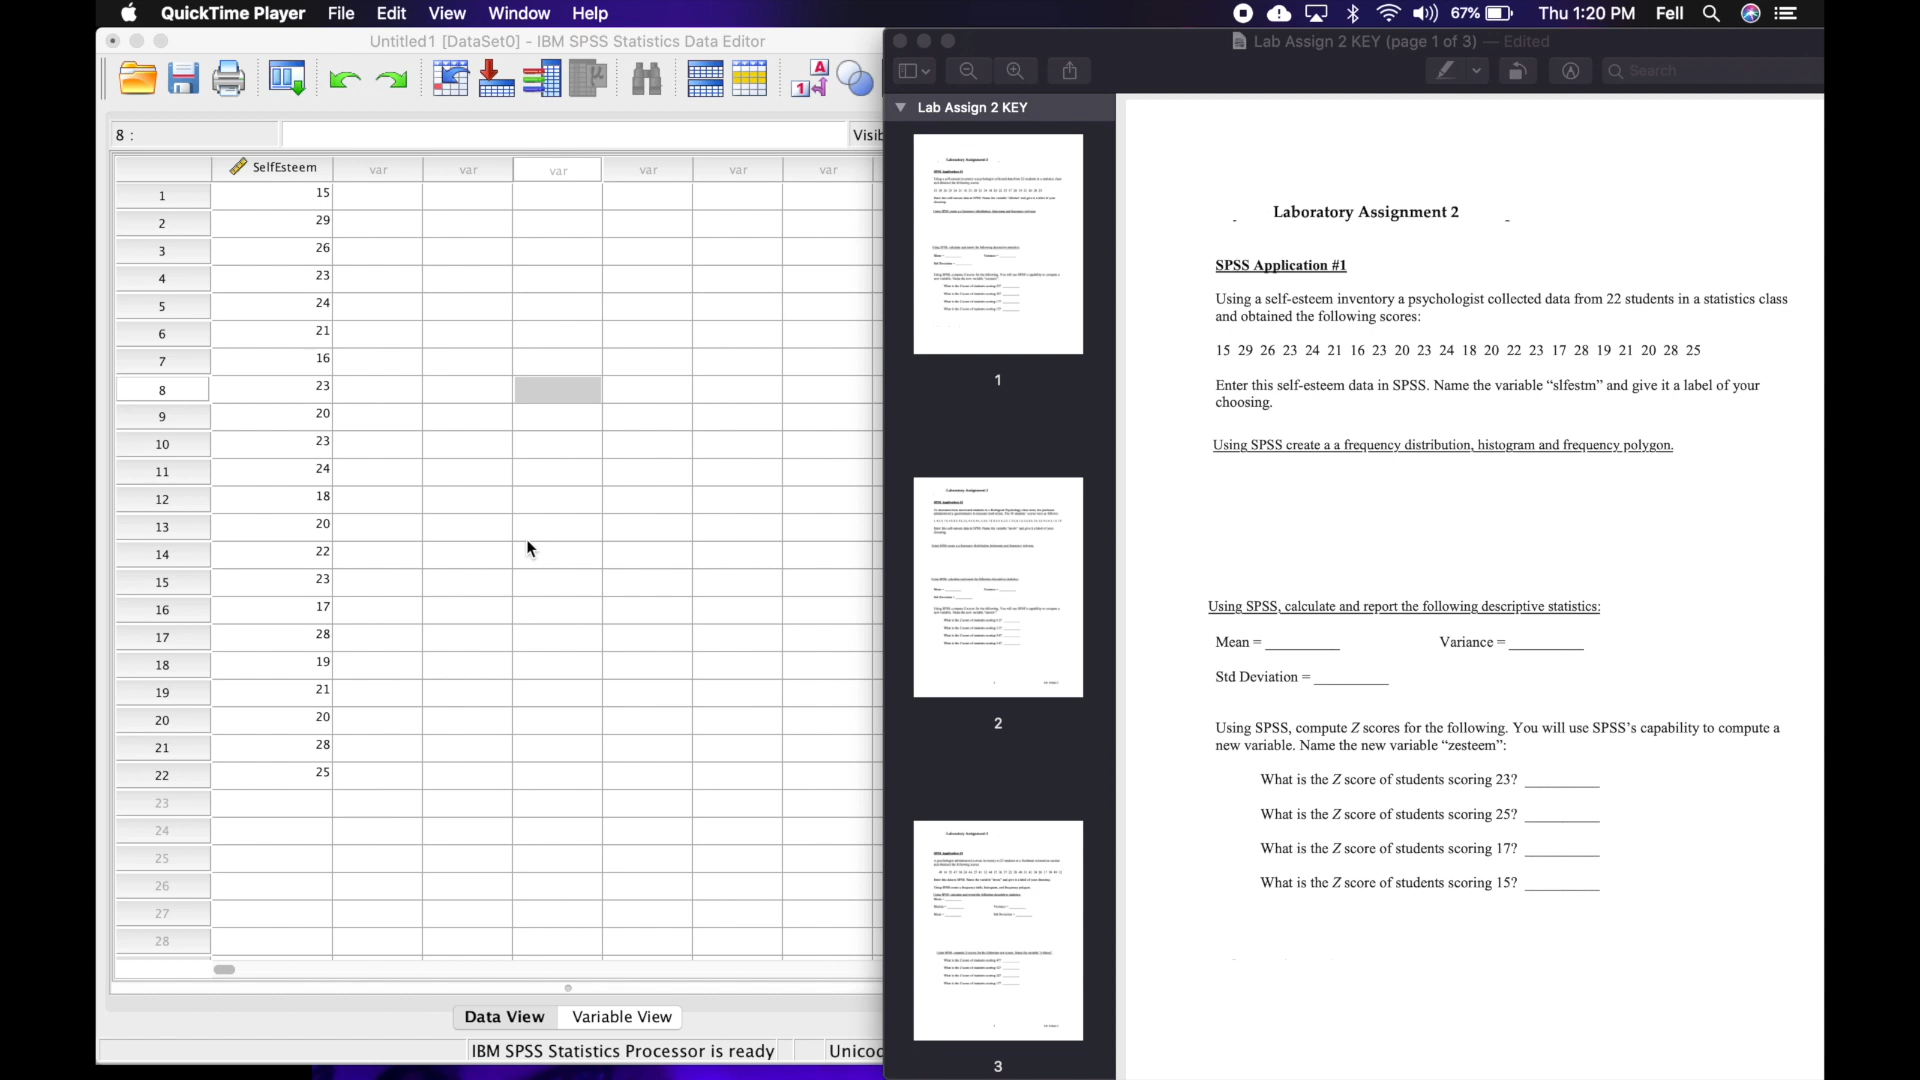 QuickTime Player File Edit View Window Help 67% Thu 1:20 PM Fell
Untitled1 [DataSet0] - IBM SPSS Statistics Data Editor
8 :
Visib
SelfEsteem var var var var var var
1 15
2 29
3 26
4 23
5 24
6 21
7 16
8 23
9 20
10 23
11 24
12 18
13 20
14 22
15 23
16 17
17 28
18 19
19 21
20 20
21 28
22 25
23
24
25
26
27
28
Data View Variable View
IBM SPSS Statistics Processor is ready Unicod
Lab Assign 2 KEY (page 1 of 3) — Edited
Search
Lab Assign 2 KEY
1
2
3
Laboratory Assignment 2
SPSS Application #1
Using a self-esteem inventory a psychologist collected data from 22 students in a statistics class
and obtained the following scores:
15 29 26 23 24 21 16 23 20 23 24 18 20 22 23 17 28 19 21 20 28 25
Enter this self-esteem data in SPSS. Name the variable “slfestm” and give it a label of your
choosing.
Using SPSS create a a frequency distribution, histogram and frequency polygon.
Using SPSS, calculate and report the following descriptive statistics:
Mean = __________ Variance = __________
Std Deviation = __________
Using SPSS, compute Z scores for the following. You will use SPSS’s capability to compute a
new variable. Name the new variable “zesteem”:
What is the Z score of students scoring 23? __________
What is the Z score of students scoring 25? __________
What is the Z score of students scoring 17? __________
What is the Z score of students scoring 15? __________